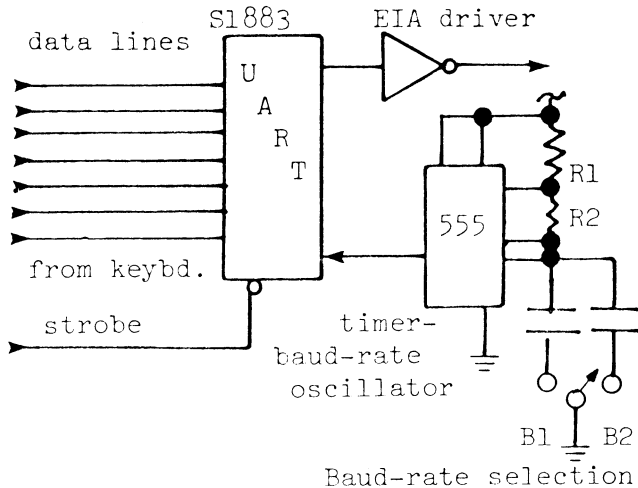 S1883
EIA driver
data lines
U
A
R
T
R1
R2
555
from keybd.
strobe
timer-
baud-rate
oscillator
B1
B2
Baud-rate selection